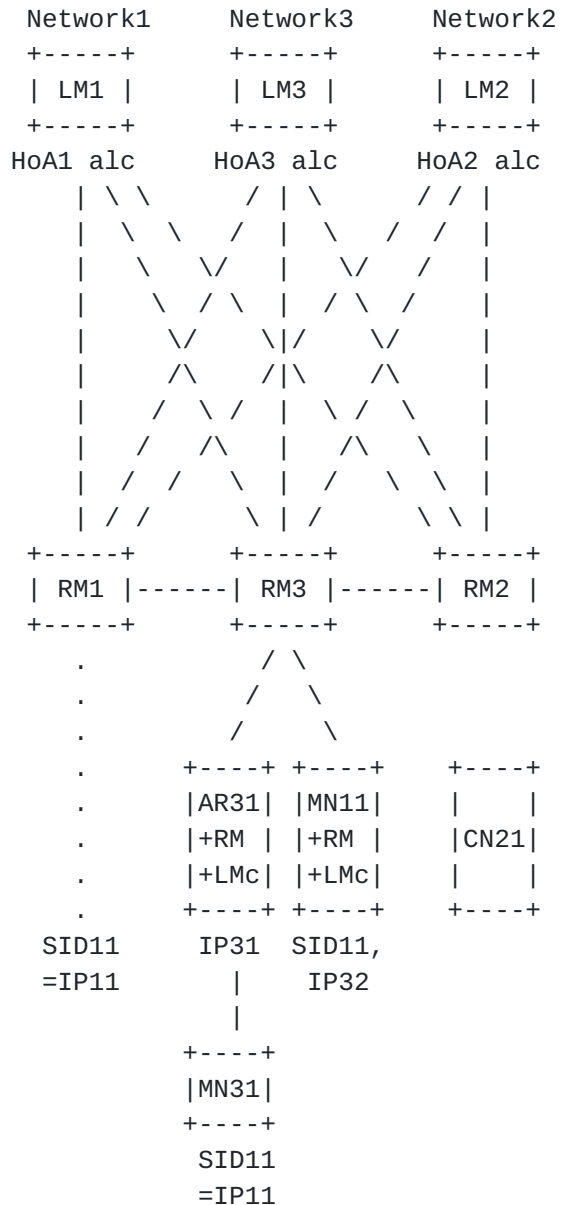 Network1 Network3 Network2
+-----+ +-----+ +-----+
| LM1 | | LM3 | | LM2 |
+-----+ +-----+ +-----+
HoA1 alc HoA3 alc HoA2 alc
| \ \ / | \ / / |
| \ \ / | \ / / |
| \ \/ | \/ / |
| \ / \ | / \ / |
| \/ \|/ \/ |
| /\ /|\ /\ |
| / \ / | \ / \ |
| / /\ | /\ \ |
| / / \ | / \ \ |
| / / \ | / \ \ |
+-----+ +-----+ +-----+
| RM1 |------| RM3 |------| RM2 |
+-----+ +-----+ +-----+
. / \
. / \
. / \
. +----+ +----+ +----+
. |AR31| |MN11| | |
. |+RM | |+RM | |CN21|
. |+LMc| |+LMc| | |
. +----+ +----+ +----+
SID11 IP31 SID11,
=IP11 | IP32
|
+----+
|MN31|
+----+
SID11
=IP11